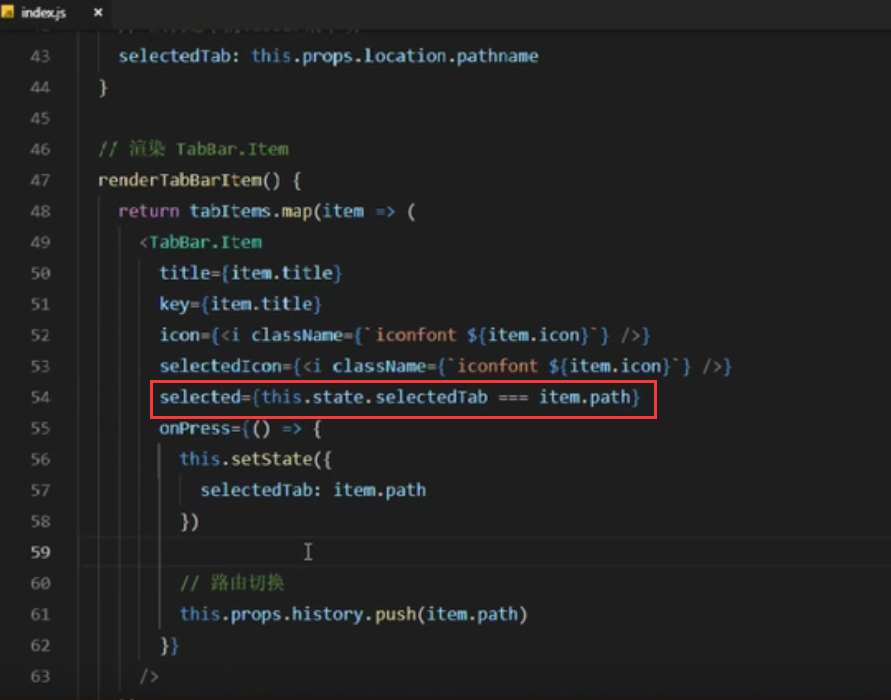 index.js ×
43 selectedTab: this.props.location.pathname
44 }
45
46 // 渲染 TabBar.Item
47 renderTabBarItem() {
48 return tabItems.map(item => (
49 <TabBar.Item
50 title={item.title}
51 key={item.title}
52 icon={<i className={`iconfont ${item.icon}`} />}
53 selectedIcon={<i className={`iconfont ${item.icon}`} />}
54 selected={this.state.selectedTab === item.path}
55 onPress={() => {
56 this.setState({
57 selectedTab: item.path
58 })
59
60 // 路由切换
61 this.props.history.push(item.path)
62 }}
63 />